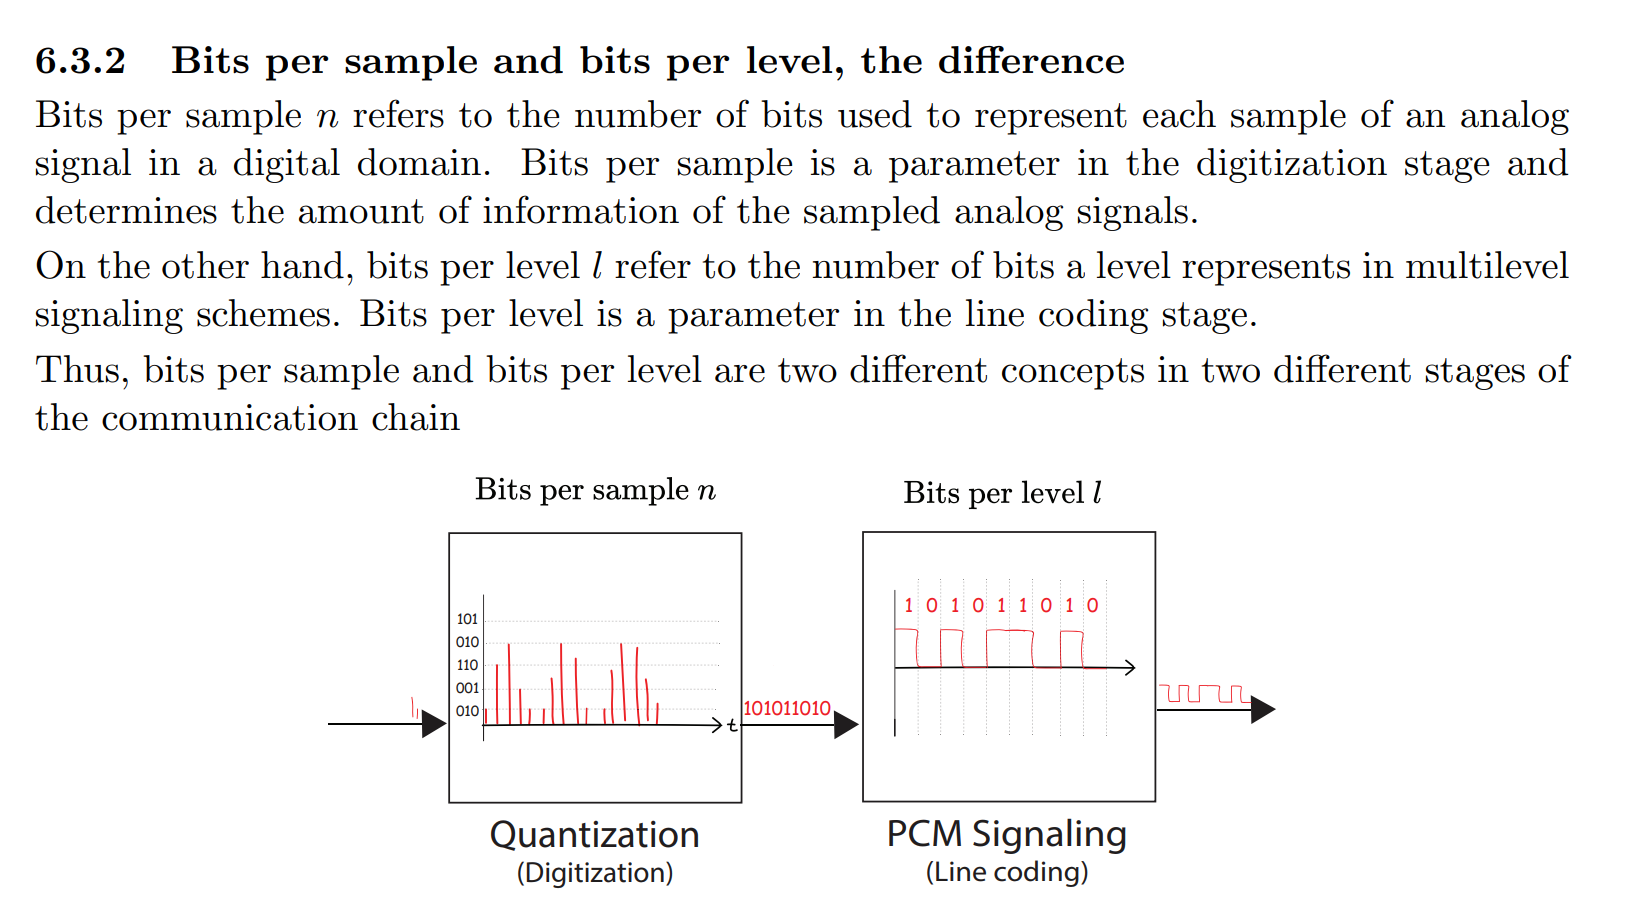 6.3.2 Bits per sample and bits per level, the difference
Bits per sample n refers to the number of bits used to represent each sample of an analog
signal in a digital domain. Bits per sample is a parameter in the digitization stage and
determines the amount of information of the sampled analog signals.
On the other hand, bits per level l refer to the number of bits a level represents in multilevel
signaling schemes. Bits per level is a parameter in the line coding stage.
Thus, bits per sample and bits per level are two different concepts in two different stages of
the communication chain
Bits per sample n
Bits per level l
101
010
110
001
010
t
101011010
1 0 1 0 1 1 0 1 0
Quantization
(Digitization)
PCM Signaling
(Line coding)